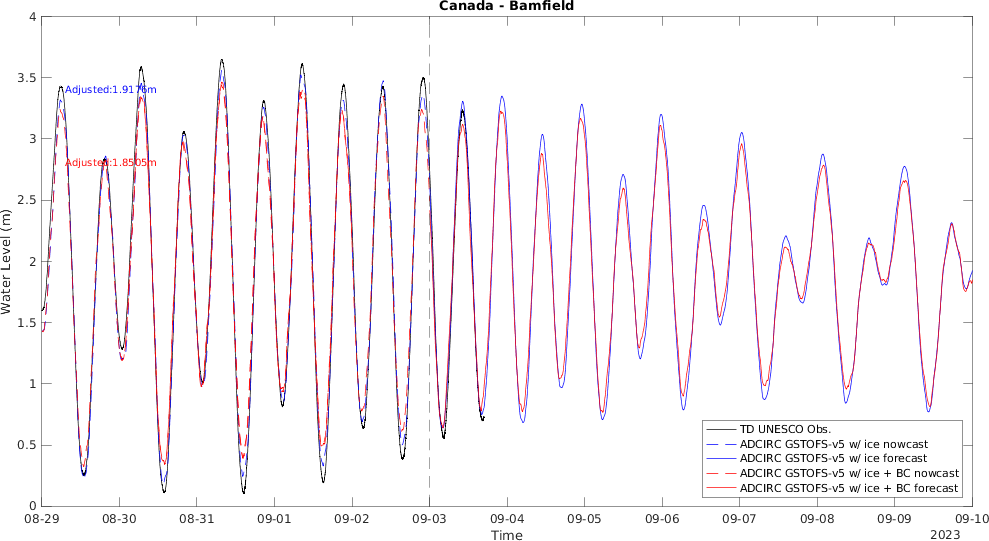 Canada - Bamfield
4
3.5
3
2.5
2
1.5
1
0.5
0
Water Level (m)
Adjusted:1.9176m
Adjusted:1.8505m
TD UNESCO Obs.
ADCIRC GSTOFS-v5 w/ ice nowcast
ADCIRC GSTOFS-v5 w/ ice forecast
ADCIRC GSTOFS-v5 w/ ice + BC nowcast
ADCIRC GSTOFS-v5 w/ ice + BC forecast
08-29 08-30 08-31 09-01 09-02 09-03 09-04 09-05 09-06 09-07 09-08 09-09 09-10
Time
2023